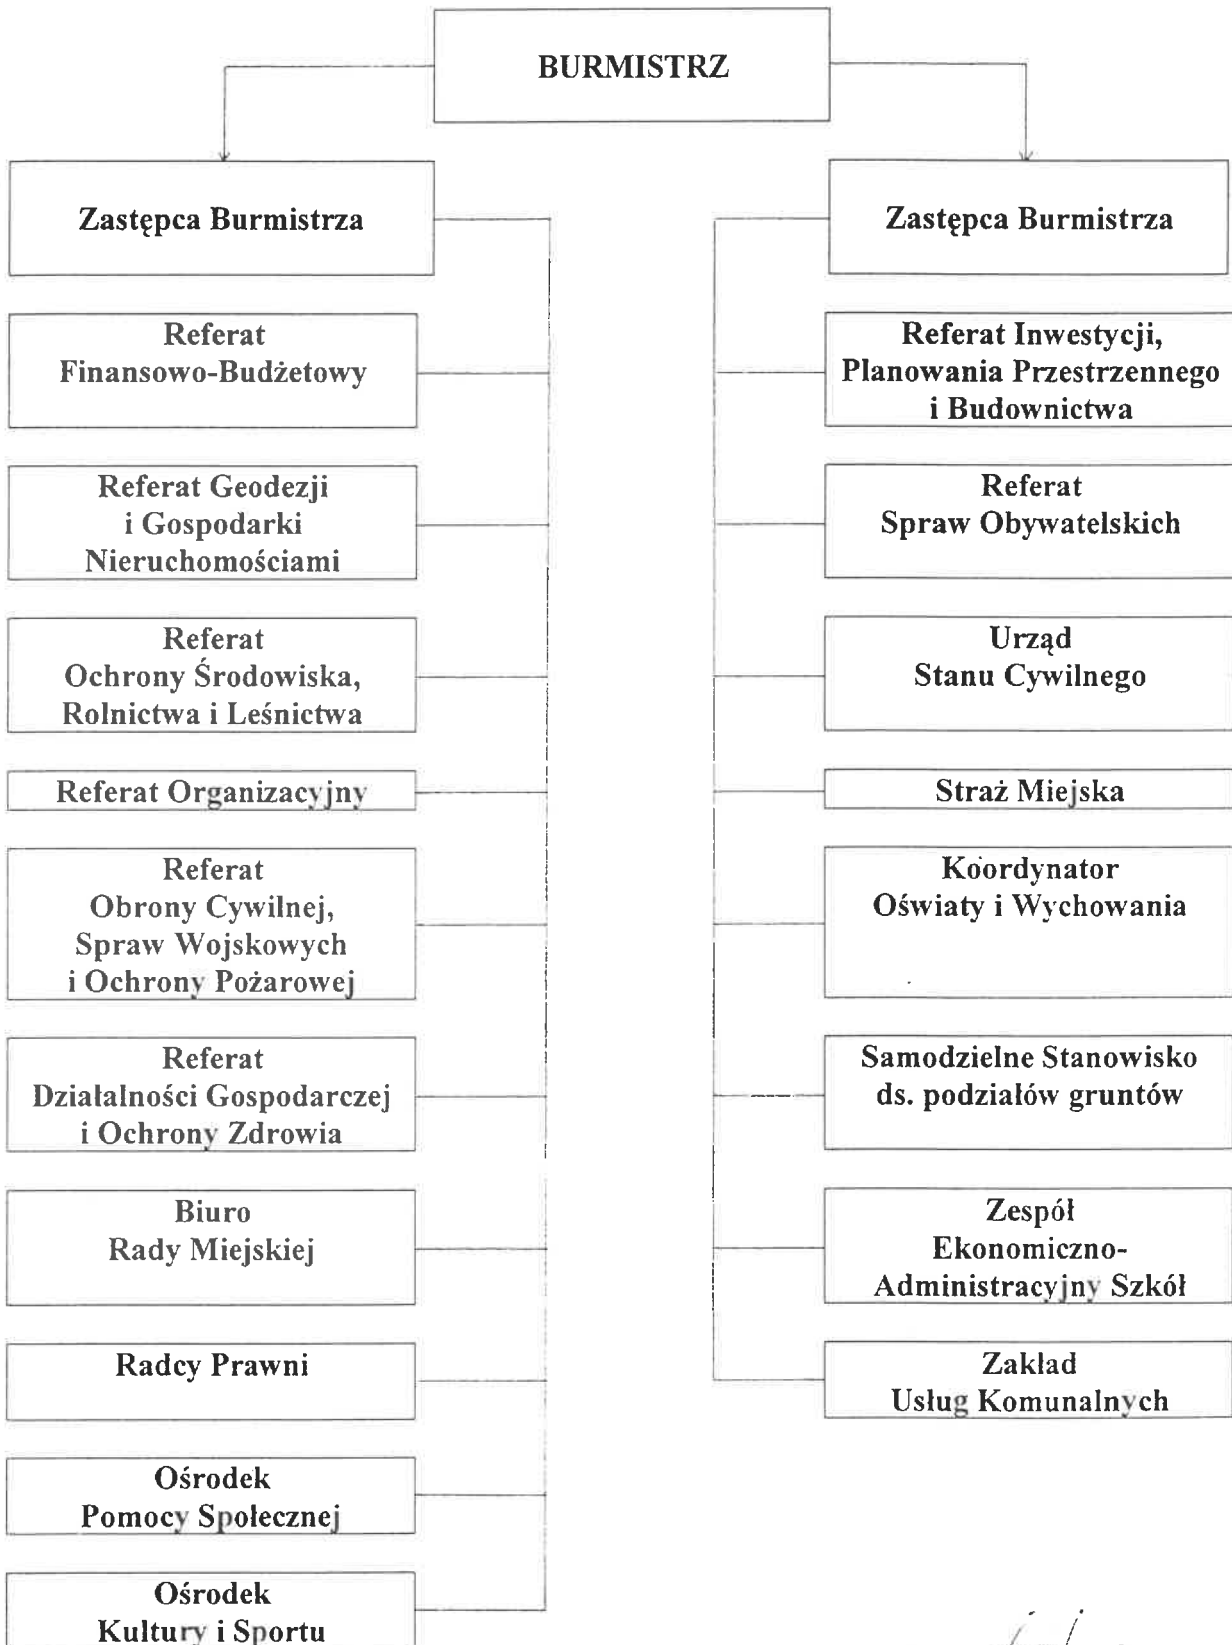 BURMISTRZ
Zastępca Burmistrza
Referat
Finansowo-Budżetowy
Referat Geodezji
i Gospodarki
Nieruchomościami
Referat
Ochrony Środowiska,
Rolnictwa i Leśnictwa
Referat Organizacyjny
Referat
Obrony Cywilnej,
Spraw Wojskowych
i Ochrony Pożarowej
Referat
Działalności Gospodarczej
i Ochrony Zdrowia
Biuro
Rady Miejskiej
Radcy Prawni
Ośrodek
Pomocy Społecznej
Ośrodek
Kultury i Sportu
Zastępca Burmistrza
Referat Inwestycji,
Planowania Przestrzennego
i Budownictwa
Referat
Spraw Obywatelskich
Urząd
Stanu Cywilnego
Straż Miejska
Koordynator
Oświaty i Wychowania
Samodzielne Stanowisko
ds. podziałów gruntów
Zespół
Ekonomiczno-
Administracyjny Szkół
Zakład
Usług Komunalnych